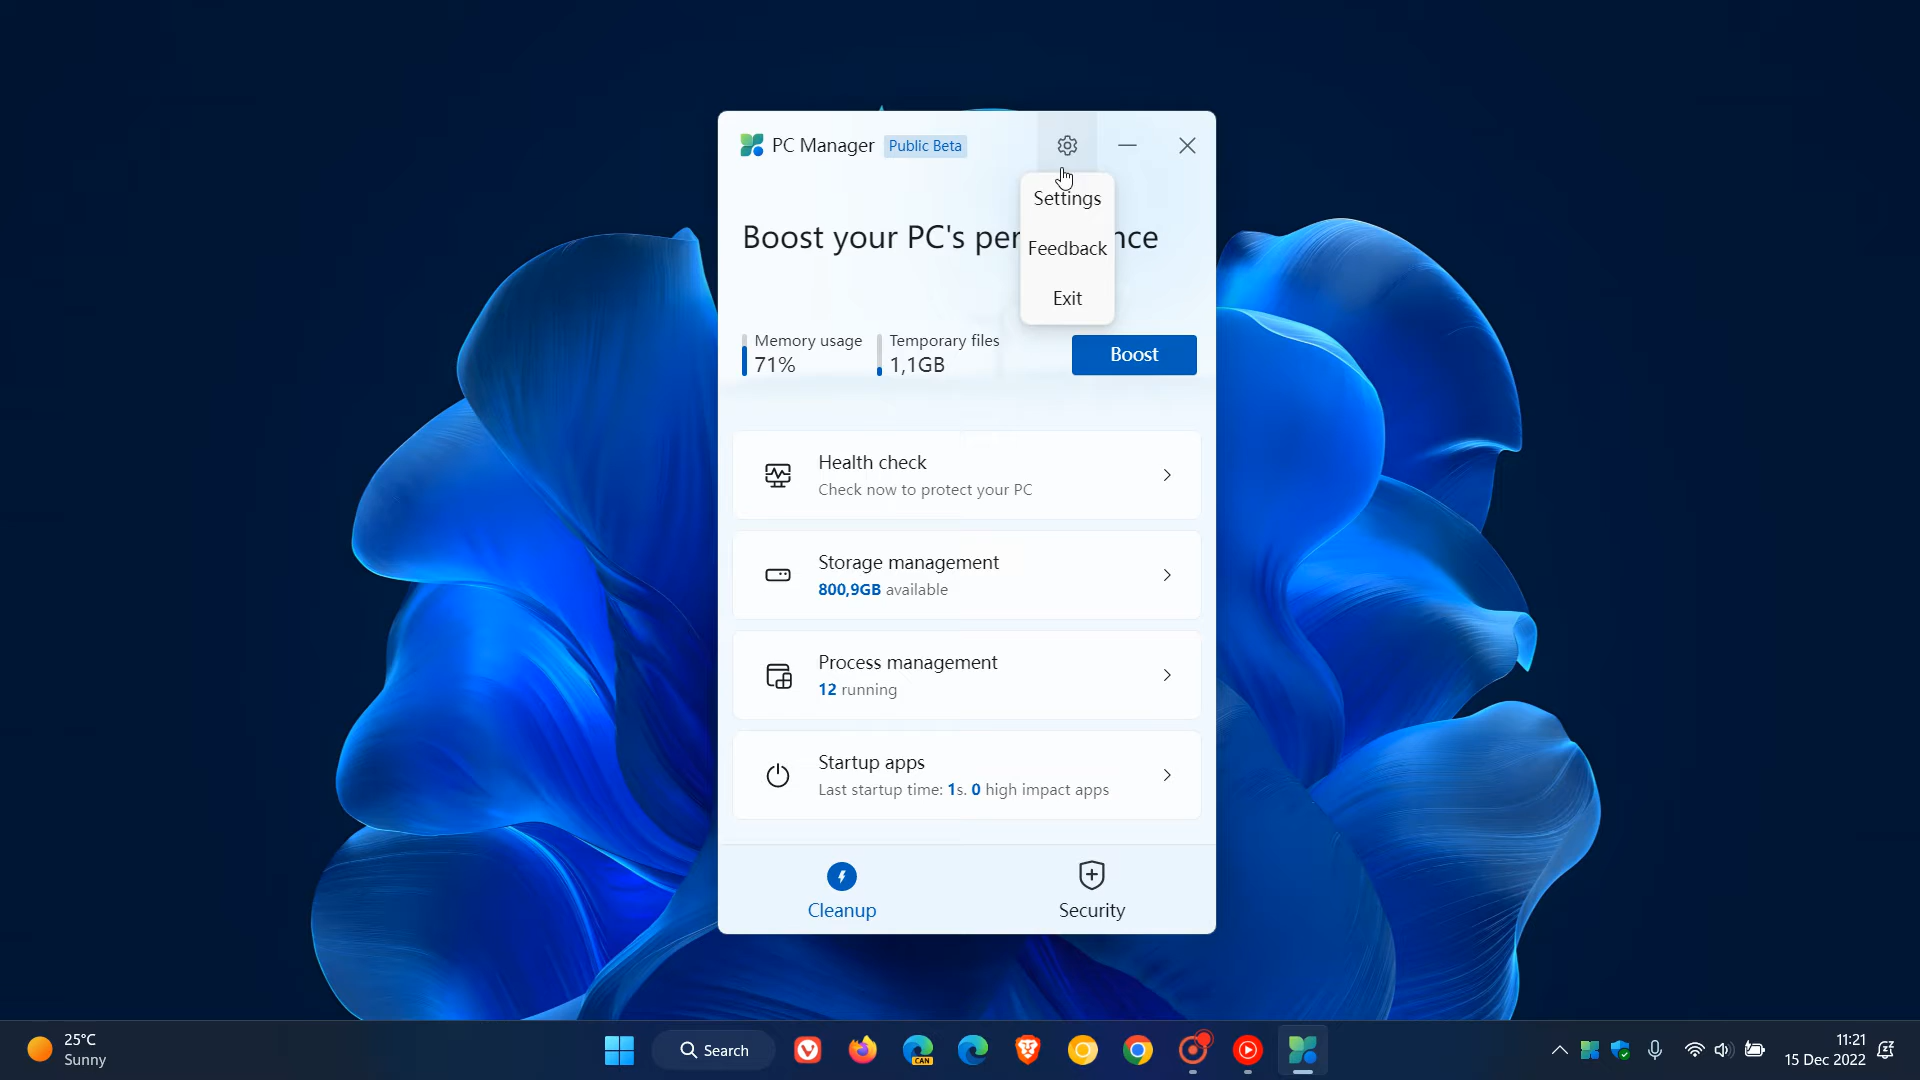 PC Manager Public Beta
Settings
Boost your PC's per nce
Feedback
Exit
Memory usage
71%
Temporary files
1,1GB
Boost
Health check
Check now to protect your PC
Storage management
800,9GB available
Process management
12 running
Startup apps
Last startup time: 1s. 0 high impact apps
Cleanup
Security
25°C
Sunny
Search
CAN
11:21
15 Dec 2022